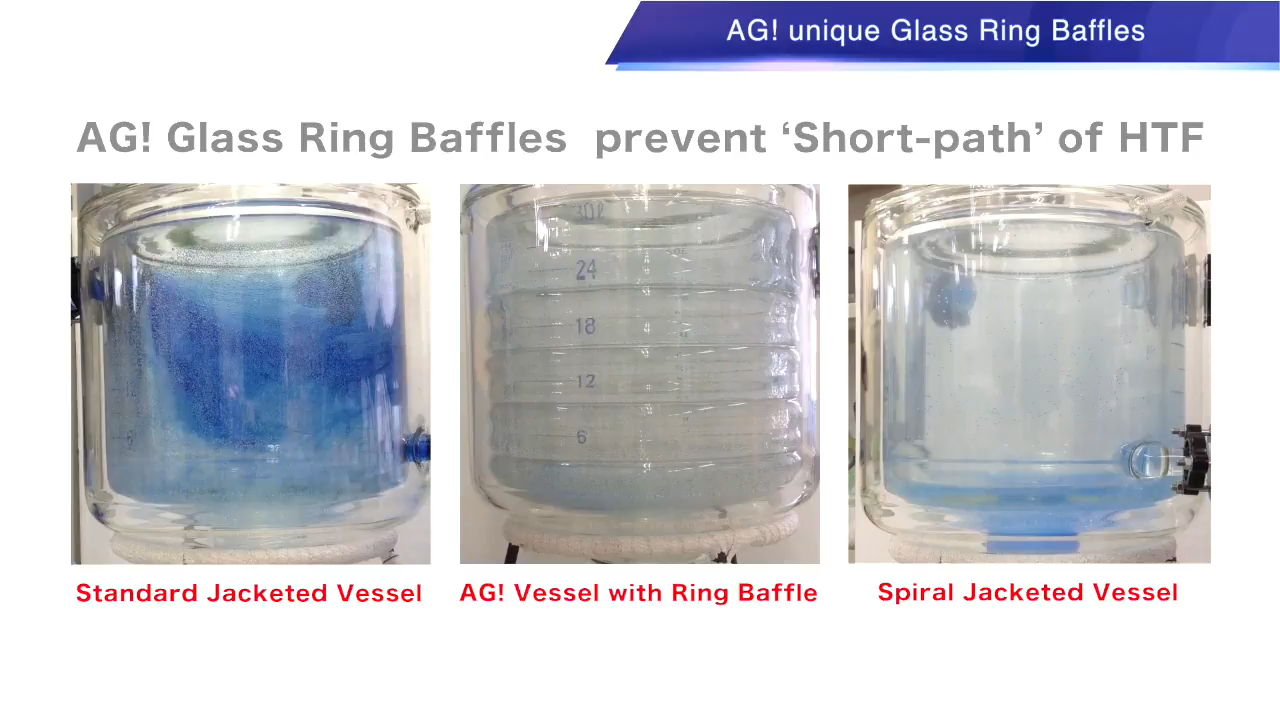 AG! unique Glass Ring Baffles
AG! Glass Ring Baffles prevent ‘Short-path’ of HTF
30ℓ
24
18
12
6
Standard Jacketed Vessel
AG! Vessel with Ring Baffle
Spiral Jacketed Vessel